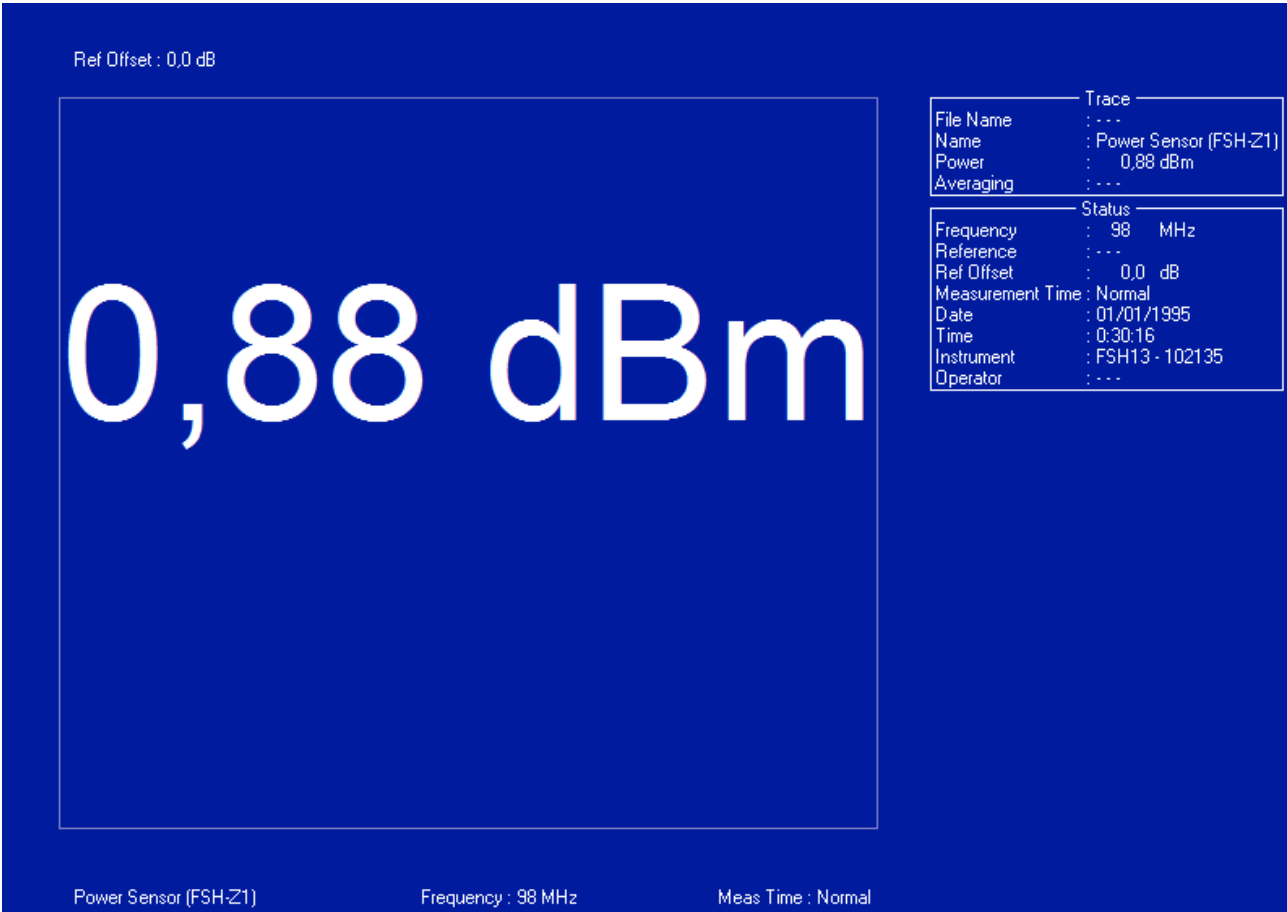 Ref Offset : 0,0 dB
0,88 dBm
Trace
File Name : - - -
Name : Power Sensor (FSH-Z1)
Power : 0,88 dBm
Averaging : - - -
Status
Frequency : 98 MHz
Reference : - - -
Ref Offset : 0,0 dB
Measurement Time : Normal
Date : 01/01/1995
Time : 0:30:16
Instrument : FSH13 - 102135
Operator : - - -
Power Sensor (FSH-Z1) Frequency : 98 MHz Meas Time : Normal